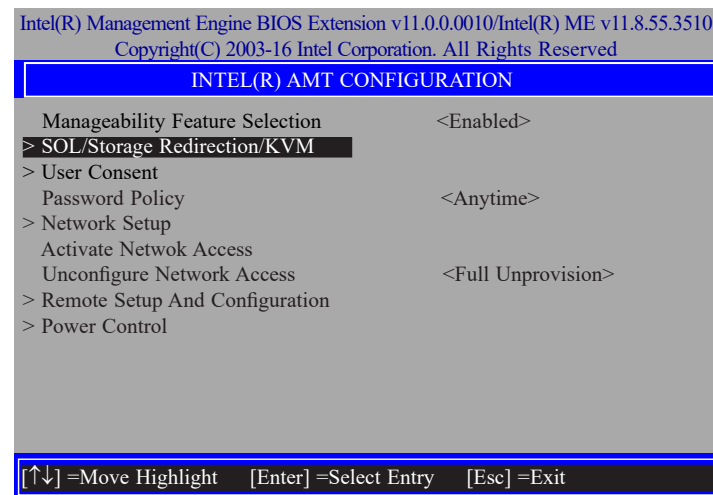 Intel(R) Management Engine BIOS Extension v11.0.0.0010/Intel(R) ME v11.8.55.3510
Copyright(C) 2003-16 Intel Corporation. All Rights Reserved
INTEL(R) AMT CONFIGURATION
Manageability Feature Selection <Enabled>
> SOL/Storage Redirection/KVM
> User Consent
Password Policy <Anytime>
> Network Setup
Activate Netwok Access
Unconfigure Network Access <Full Unprovision>
> Remote Setup And Configuration
> Power Control
[↑↓] =Move Highlight [Enter] =Select Entry [Esc] =Exit